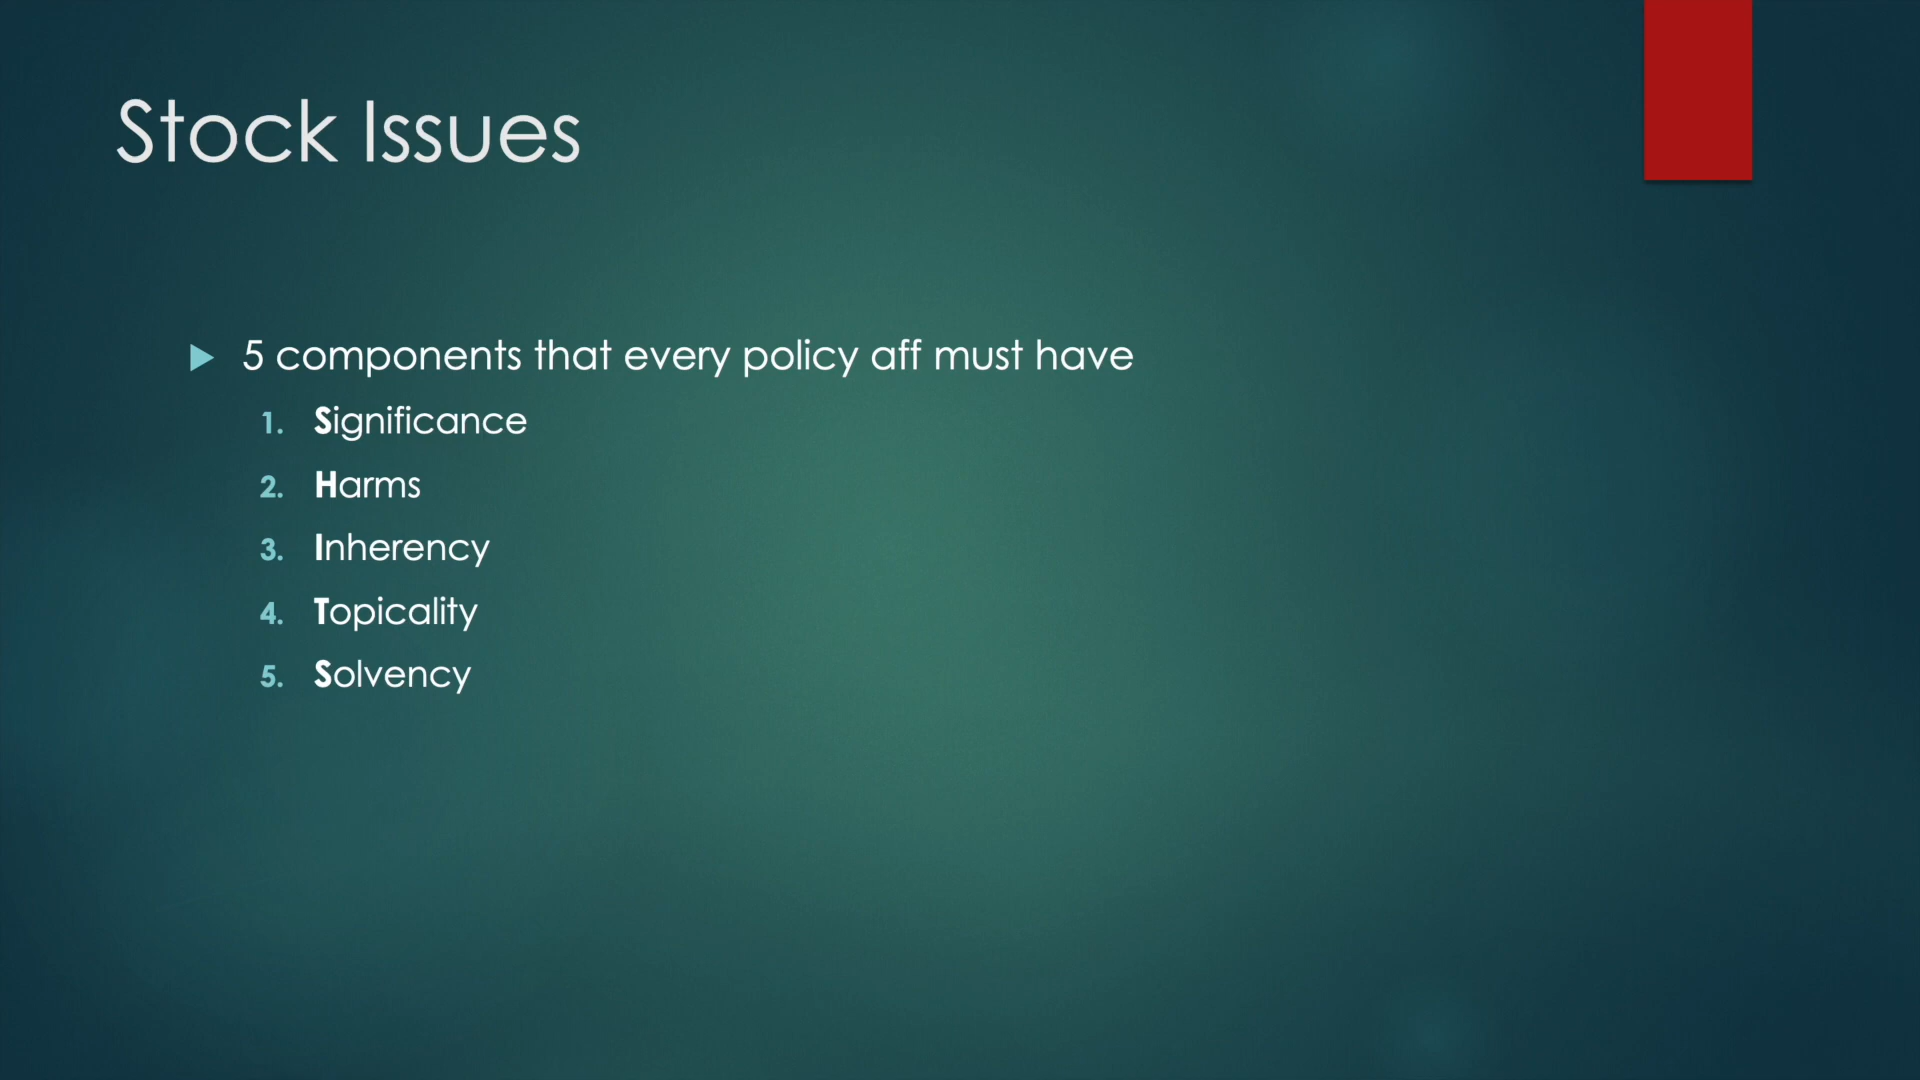 Stock Issues
5 components that every policy aff must have
1. Significance
2. Harms
3. Inherency
4. Topicality
5. Solvency